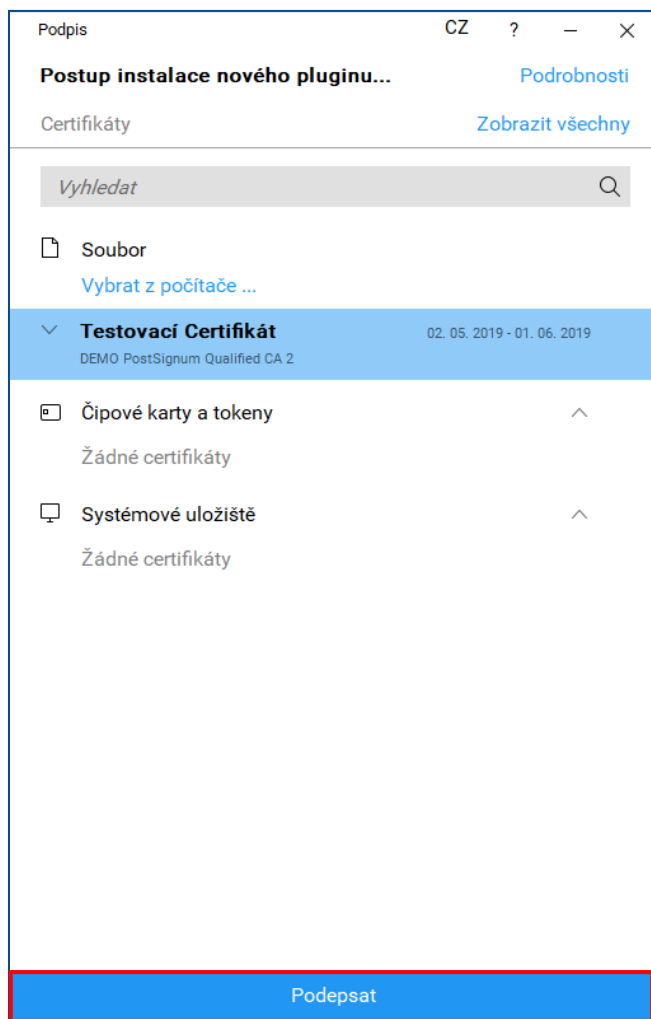 Podpis CZ ?
Postup instalace nového pluginu... Podrobnosti
Certifikáty Zobrazit všechny
Vyhledat
Soubor
Vybrat z počítače ...
Testovací Certifikát 02. 05. 2019 - 01. 06. 2019
DEMO PostSignum Qualified CA 2
Čipové karty a tokeny
Žádné certifikáty
Systémové uložiště
Žádné certifikáty
Podepsat